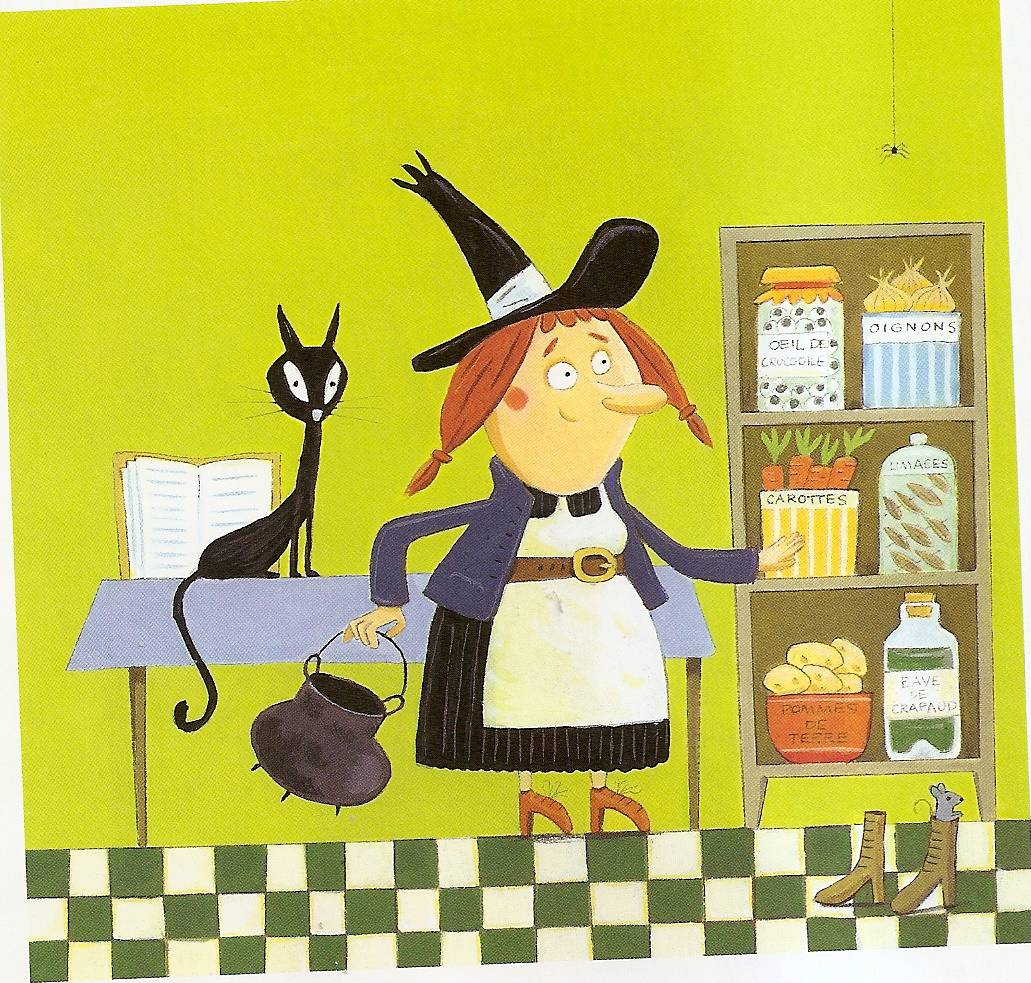 OEIL DE
CROCODILE
OIGNONS
CAROTTES
LIMACES
POMMES
DE
TERRE
BAVE
DE
CRAPAUD